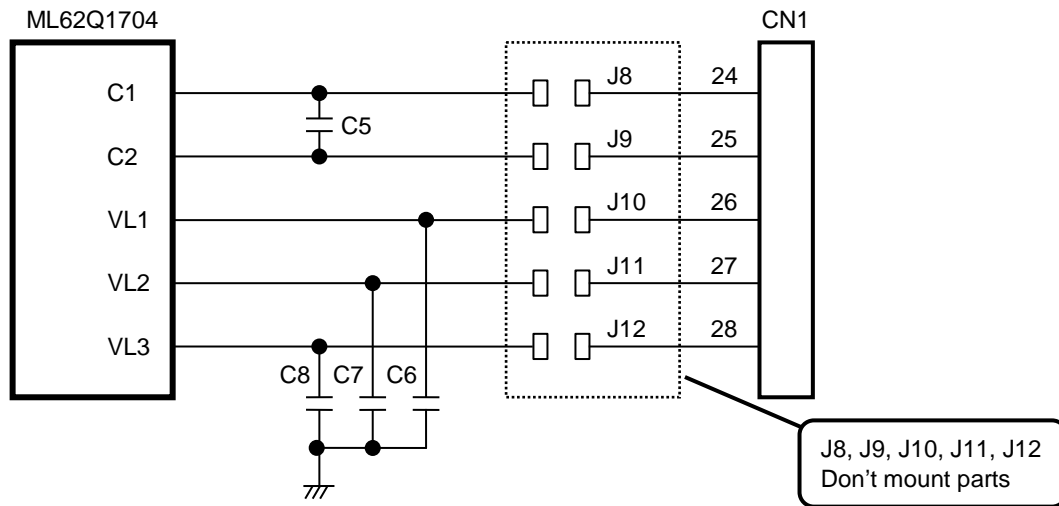 ML62Q1704
CN1
C1
J8
24
C5
C2
J9
25
VL1
J10
26
VL2
J11
27
VL3
J12
28
C8
C7
C6
J8, J9, J10, J11, J12
Don’t mount parts